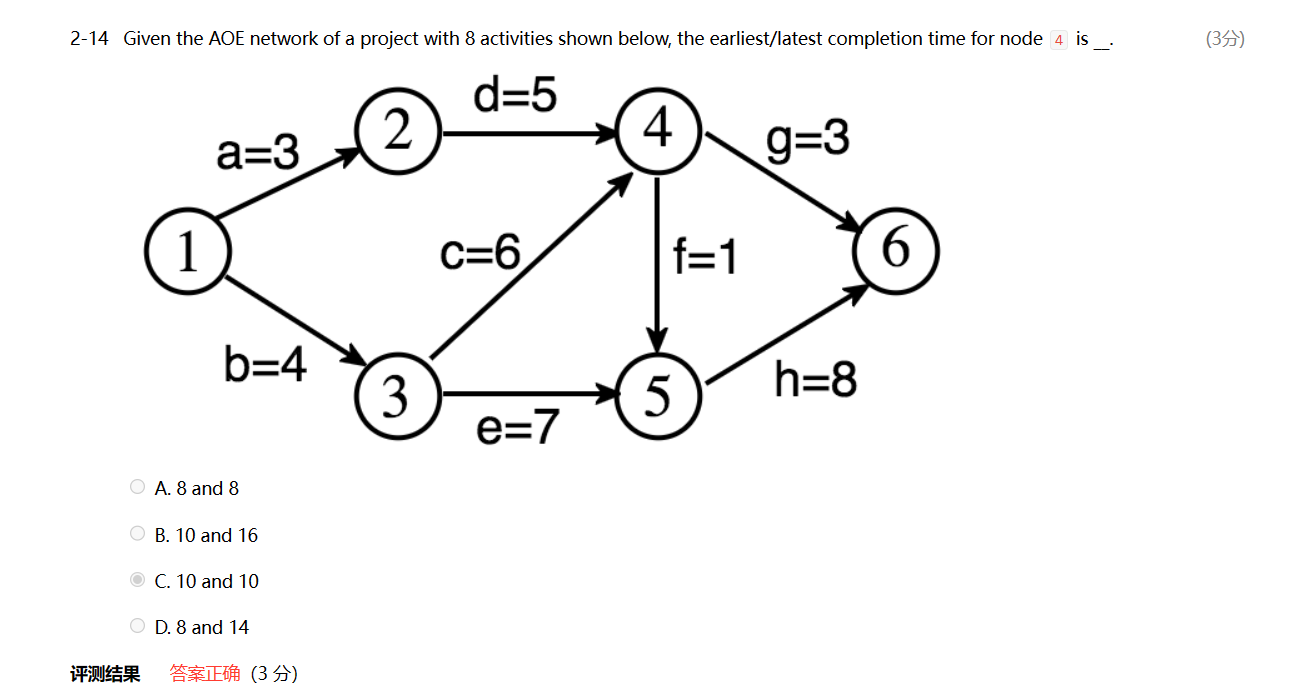 2-14 Given the AOE network of a project with 8 activities shown below, the earliest/latest completion time for node 4 is __. (3分)
d=5
2
4
a=3
g=3
1
c=6
f=1
6
b=4
h=8
3
5
e=7
A. 8 and 8
B. 10 and 16
C. 10 and 10
D. 8 and 14
评测结果 答案正确 (3 分)